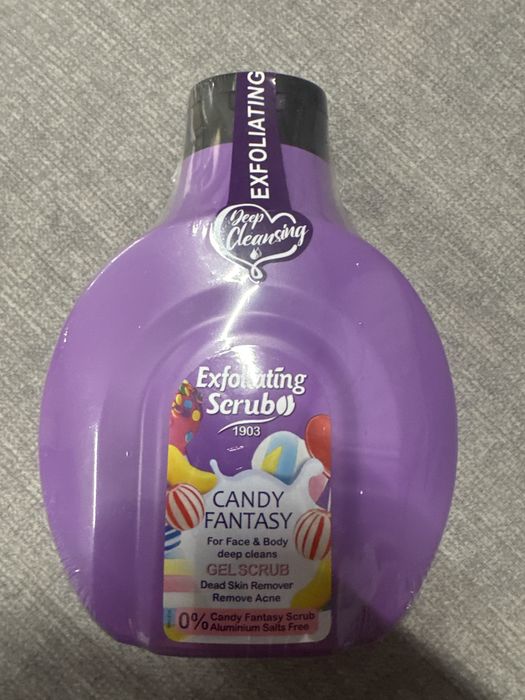 EXFOLIATING
Deep
Cleansing
Exfoliating
Scrub
1903
CANDY
FANTASY
For Face & Body
deep cleans
GEL SCRUB
Dead Skin Remover
Remove Acne
0% Candy Fantasy Scrub
Aluminium Salts Free